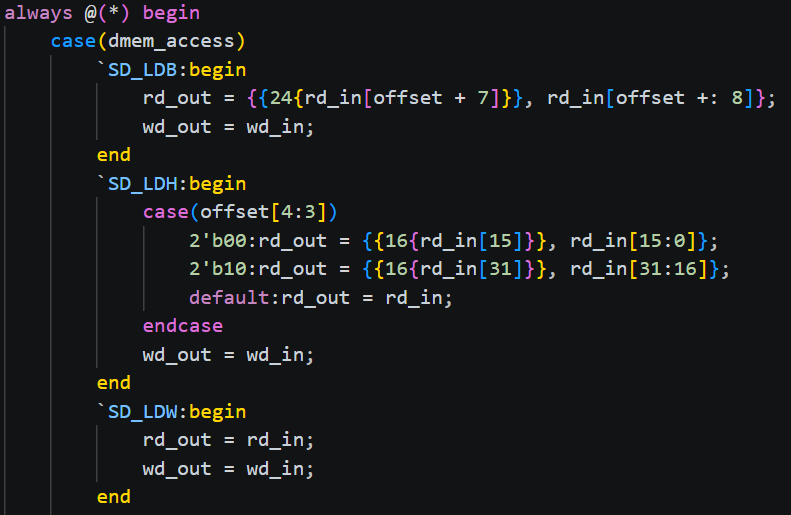 always @(*) begin
    case(dmem_access)
        `SD_LDB:begin
            rd_out = {{24{rd_in[offset + 7]}}, rd_in[offset +: 8]};
            wd_out = wd_in;
        end
        `SD_LDH:begin
            case(offset[4:3])
                2'b00:rd_out = {{16{rd_in[15]}}, rd_in[15:0]};
                2'b10:rd_out = {{16{rd_in[31]}}, rd_in[31:16]};
                default:rd_out = rd_in;
            endcase
            wd_out = wd_in;
        end
        `SD_LDW:begin
            rd_out = rd_in;
            wd_out = wd_in;
        end